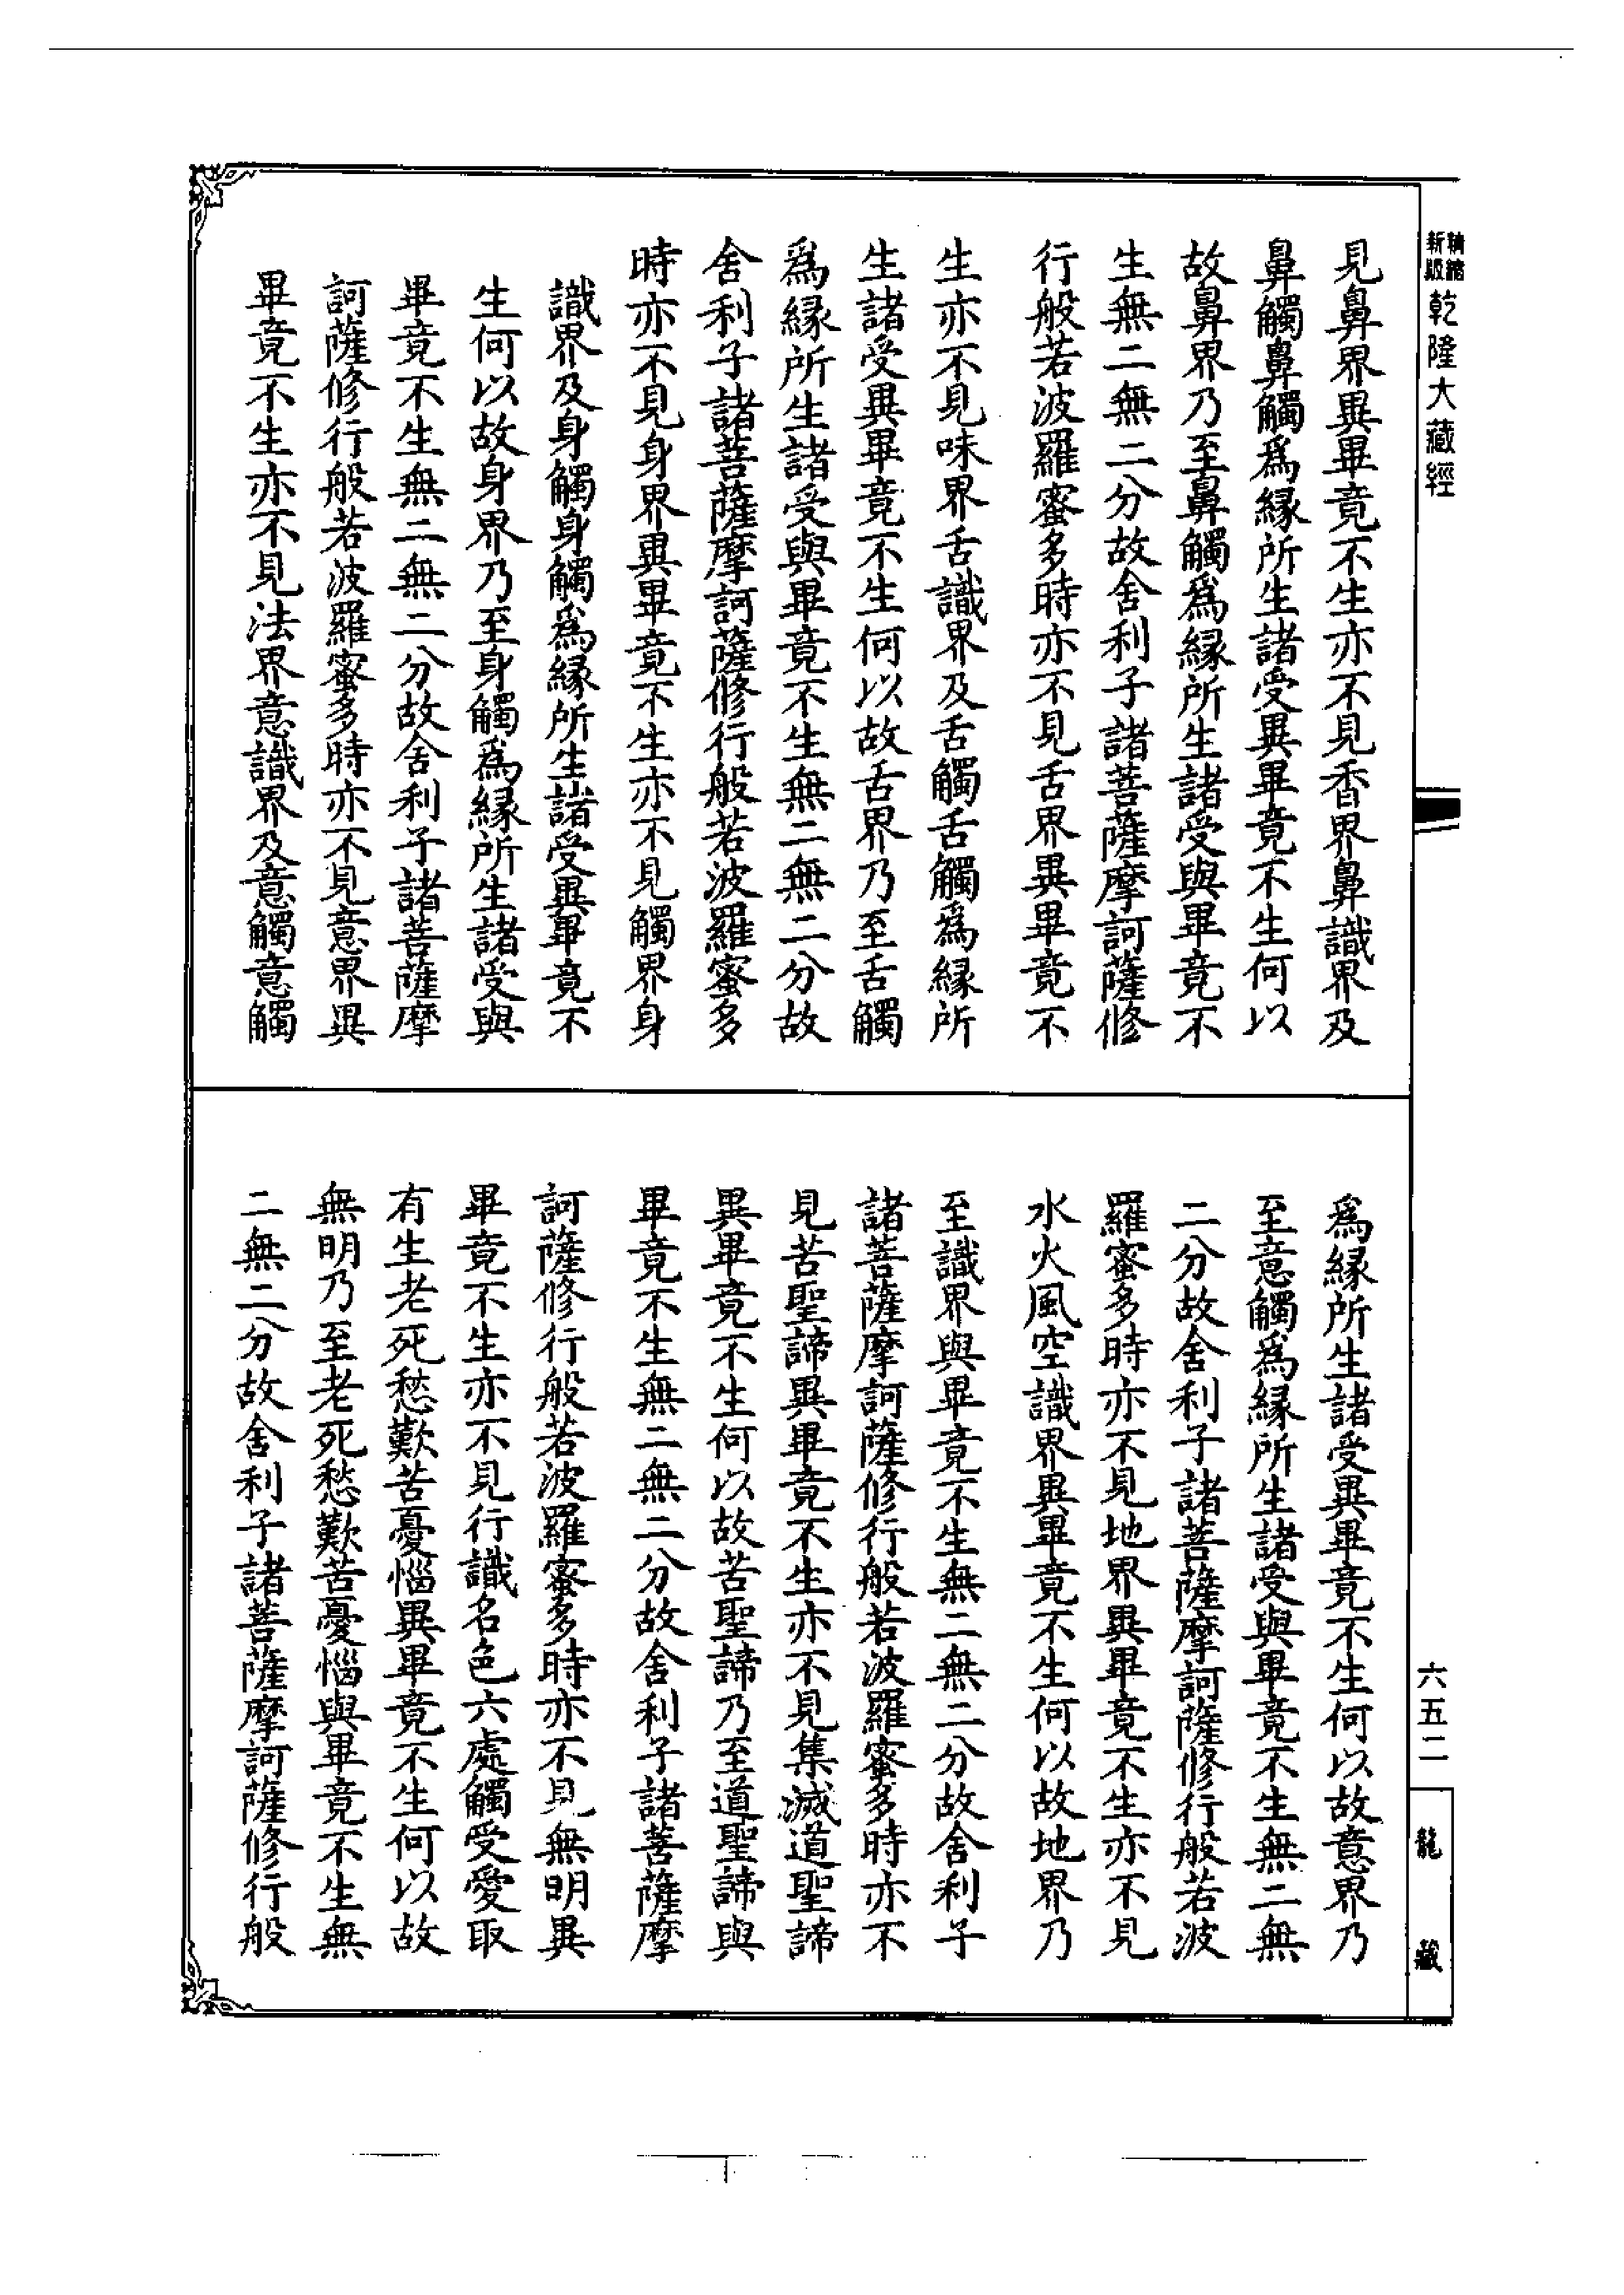 精縮
新版
乾隆大藏經
見鼻界異畢竟不生亦不見香界鼻識界及
鼻觸鼻觸爲緣所生諸受異畢竟不生何以
故鼻界乃至鼻觸爲緣所生諸受與畢竟不
生無二無二分故舍利子諸菩薩摩訶薩修
行般若波羅蜜多時亦不見舌界異畢竟不
生亦不見味界舌識界及舌觸舌觸爲緣所
生諸受異畢竟不生何以故舌界乃至舌觸
爲緣所生諸受與畢竟不生無二無二分故
舍利子諸菩薩摩訶薩修行般若波羅蜜多
時亦不見身界異畢竟不生亦不見觸界身
識界及身觸身觸爲緣所生諸受異畢竟不
生何以故身界乃至身觸爲緣所生諸受與
畢竟不生無二無二分故舍利子諸菩薩摩
訶薩修行般若波羅蜜多時亦不見意界異
畢竟不生亦不見法界意識界及意觸意觸
爲緣所生諸受異畢竟不生何以故意界乃
至意觸爲緣所生諸受與畢竟不生無二無
二分故舍利子諸菩薩摩訶薩修行般若波
羅蜜多時亦不見地界異畢竟不生亦不見
水火風空識界異畢竟不生何以故地界乃
至識界與畢竟不生無二無二分故舍利子
諸菩薩摩訶薩修行般若波羅蜜多時亦不
見苦聖諦異畢竟不生亦不見集滅道聖諦
異畢竟不生何以故苦聖諦乃至道聖諦與
畢竟不生無二無二分故舍利子諸菩薩摩
訶薩修行般若波羅蜜多時亦不見無明異
畢竟不生亦不見行識名色六處觸受愛取
有生老死愁歎苦憂惱異畢竟不生何以故
無明乃至老死愁歎苦憂惱與畢竟不生無
二無二分故舍利子諸菩薩摩訶薩修行般
六五二
龍藏